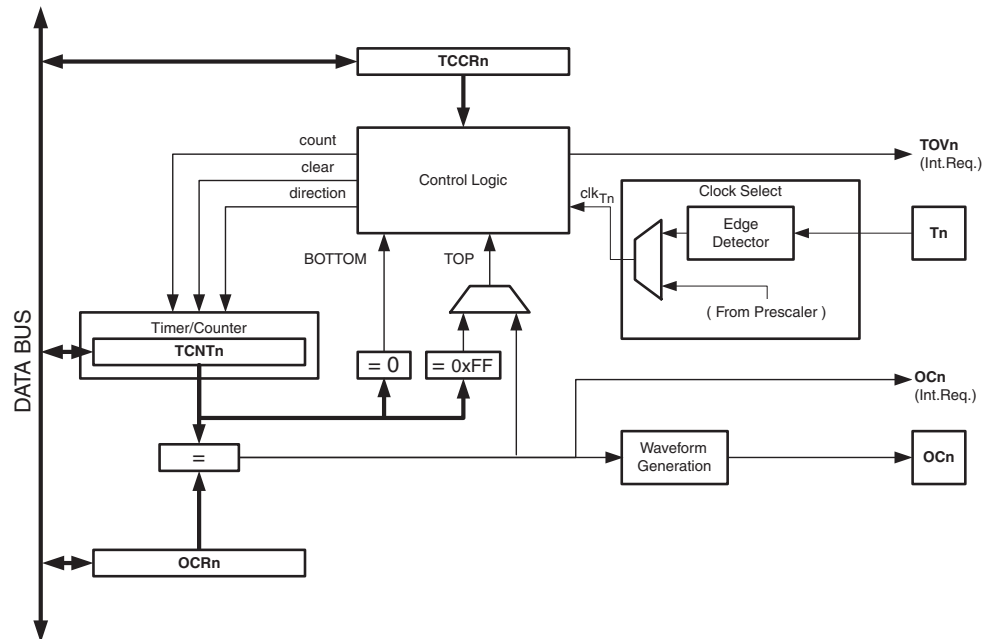 TCCRn
count
clear
direction
Control Logic
TOVn
(Int.Req.)
clkTn
Clock Select
Edge
Detector
Tn
( From Prescaler )
BOTTOM
TOP
Timer/Counter
TCNTn
= 0
= 0xFF
DATA BUS
OCn
(Int.Req.)
=
Waveform
Generation
OCn
OCRn